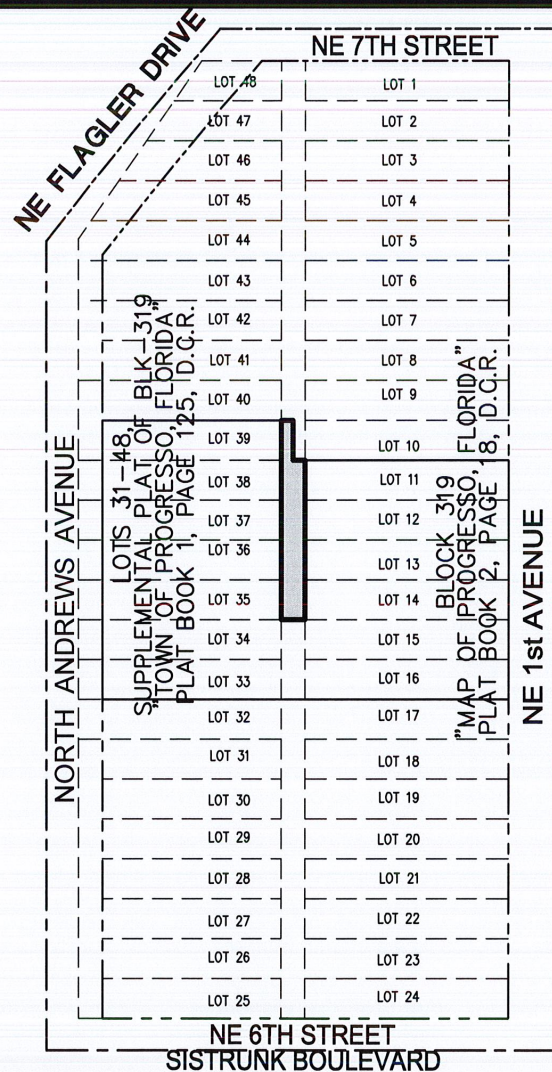 NE 7TH STREET
NE FLAGLER DRIVE
LOT 48
LOT 1
LOT 47
LOT 2
LOT 46
LOT 3
LOT 45
LOT 4
LOT 44
LOT 5
LOT 43
LOT 6
LOT 42
LOT 7
LOT 41
LOT 8
LOT 40
LOT 9
LOT 39
LOT 10
LOT 38
LOT 11
LOT 37
LOT 12
LOT 36
LOT 13
LOT 35
LOT 14
LOT 34
LOT 15
LOT 33
LOT 16
LOT 32
LOT 17
LOT 31
LOT 18
LOT 30
LOT 19
LOT 29
LOT 20
LOT 28
LOT 21
LOT 27
LOT 22
LOT 26
LOT 23
LOT 25
LOT 24
NORTH ANDREWS AVENUE
LOTS 31-48,
SUPPLEMENTAL PLAT OF BLK-319
"TOWN OF PROGRESSO, FLORIDA"
PLAT BOOK 1, PAGE 125, D.C.R.
BLOCK 319
"MAP OF PROGRESSO, FLORIDA"
PLAT BOOK 2, PAGE 18, D.C.R.
NE 1st AVENUE
NE 6TH STREET
SISTRUNK BOULEVARD